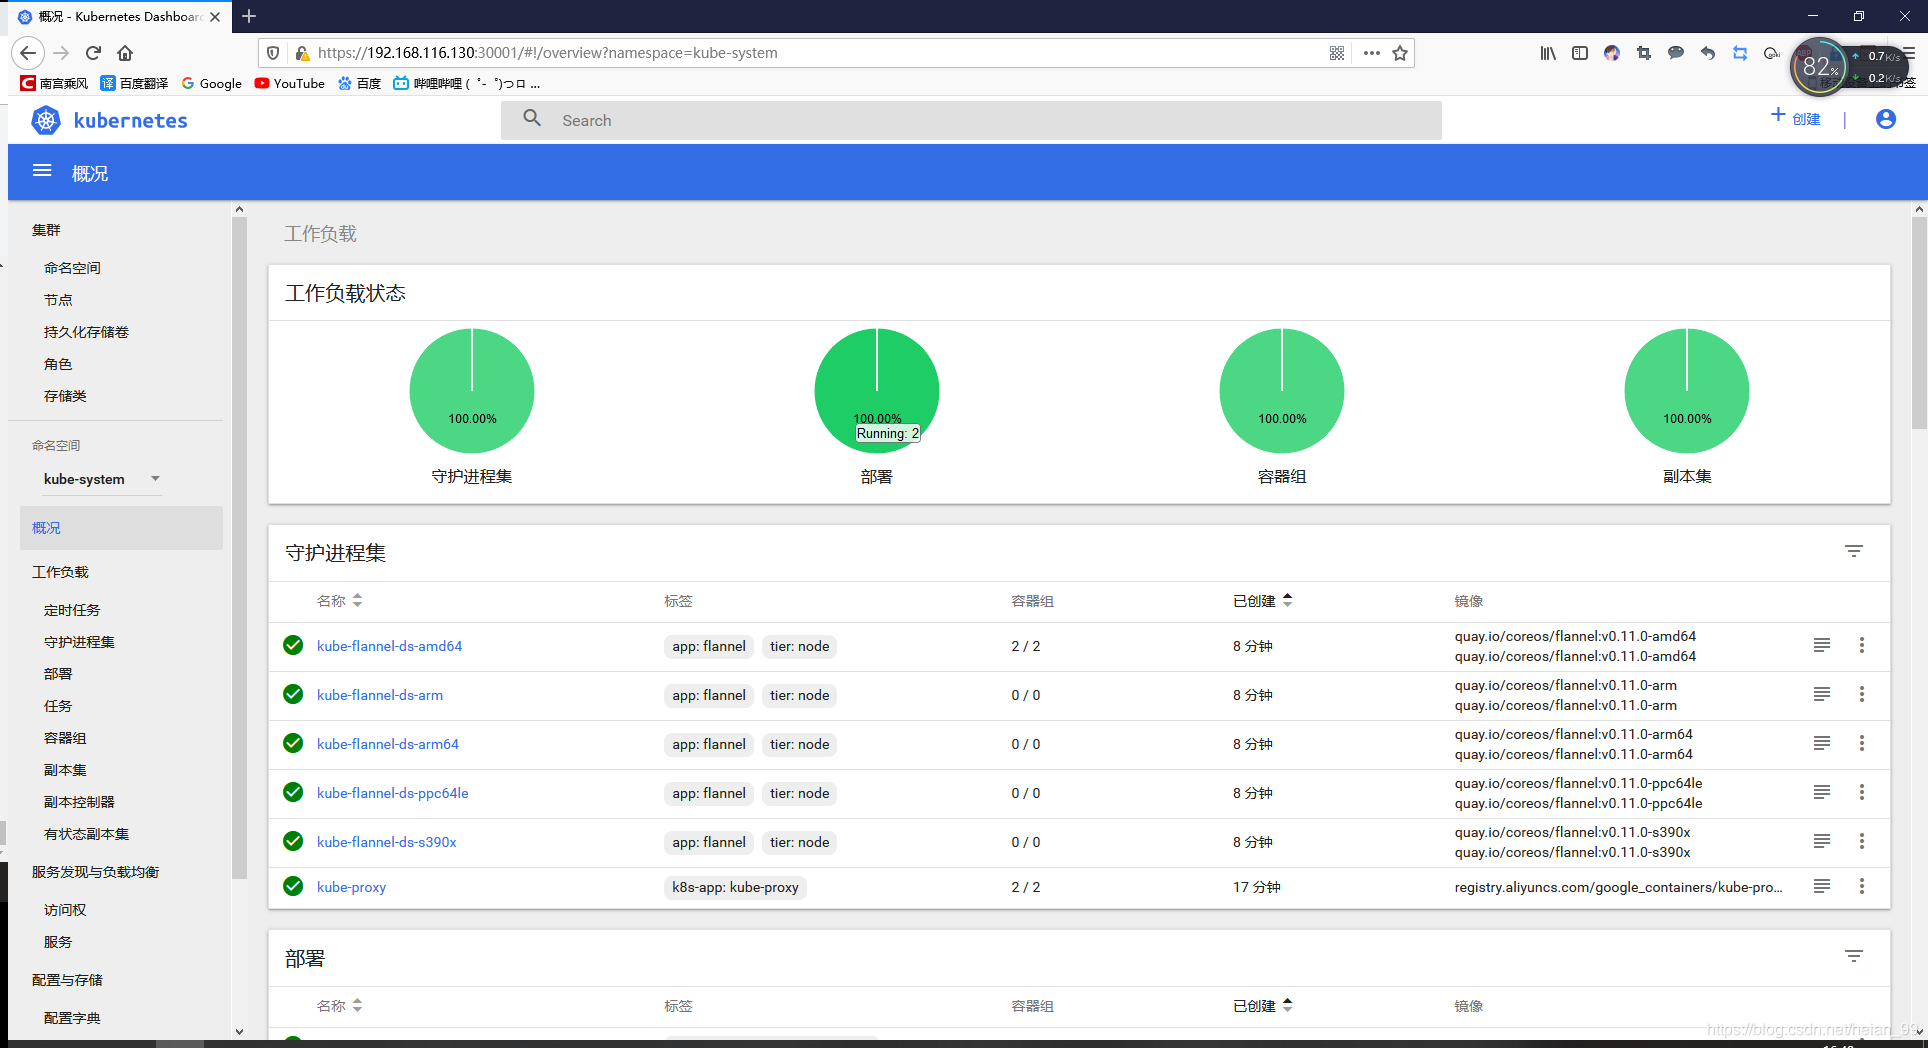 概况 - Kubernetes Dashboard
https://192.168.116.130:30001/#!/overview?namespace=kube-system
南宫乘风 百度翻译 Google YouTube 百度 哔哩哔哩 ( ゜- ゜)つロ ...
82%
0.7K/s
0.2K/s
kubernetes
Search
创建
概况
集群
命名空间
节点
持久化存储卷
角色
存储类
命名空间
kube-system
概况
工作负载
定时任务
守护进程集
部署
任务
容器组
副本集
副本控制器
有状态副本集
服务发现与负载均衡
访问权
服务
配置与存储
配置字典
工作负载
工作负载状态
100.00% 100.00% 100.00% 100.00%
Running: 2
守护进程集 部署 容器组 副本集
守护进程集
名称 标签 容器组 已创建 镜像
kube-flannel-ds-amd64 app: flannel tier: node 2 / 2 8 分钟 quay.io/coreos/flannel:v0.11.0-amd64
quay.io/coreos/flannel:v0.11.0-amd64
kube-flannel-ds-arm app: flannel tier: node 0 / 0 8 分钟 quay.io/coreos/flannel:v0.11.0-arm
quay.io/coreos/flannel:v0.11.0-arm
kube-flannel-ds-arm64 app: flannel tier: node 0 / 0 8 分钟 quay.io/coreos/flannel:v0.11.0-arm64
quay.io/coreos/flannel:v0.11.0-arm64
kube-flannel-ds-ppc64le app: flannel tier: node 0 / 0 8 分钟 quay.io/coreos/flannel:v0.11.0-ppc64le
quay.io/coreos/flannel:v0.11.0-ppc64le
kube-flannel-ds-s390x app: flannel tier: node 0 / 0 8 分钟 quay.io/coreos/flannel:v0.11.0-s390x
quay.io/coreos/flannel:v0.11.0-s390x
kube-proxy k8s-app: kube-proxy 2 / 2 17 分钟 registry.aliyuncs.com/google_containers/kube-pro...
部署
名称 标签 容器组 已创建 镜像
https://blog.csdn.net/heian_99